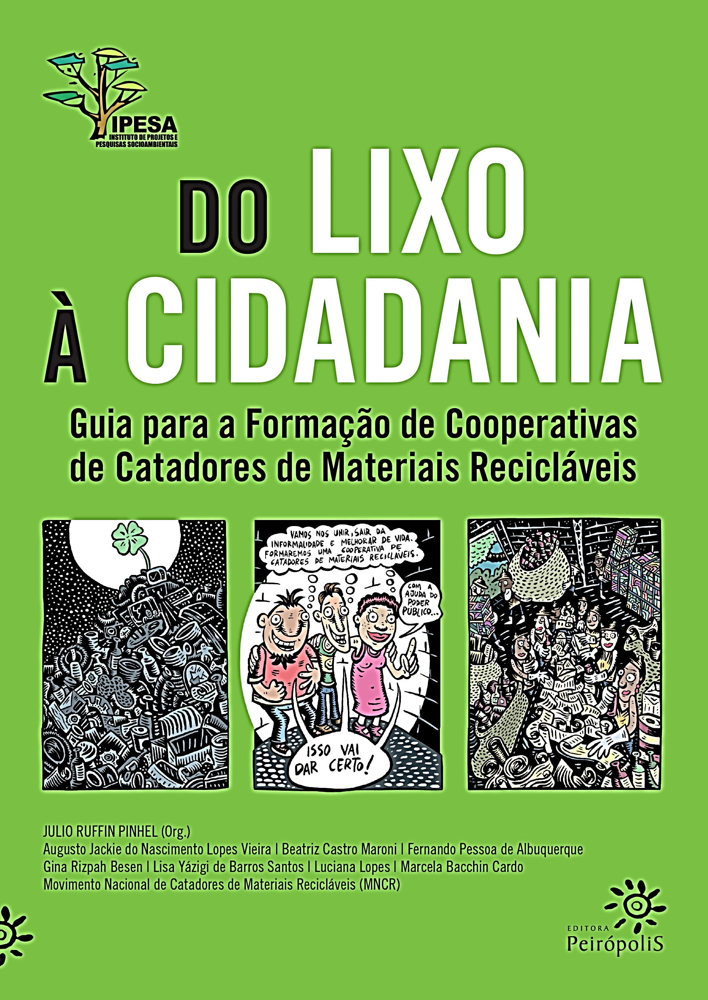 IPESA
INSTITUTO DE PROJETOS E
PESQUISAS SOCIOAMBIENTAIS
DO LIXO
À CIDADANIA
Guia para a Formação de Cooperativas
de Catadores de Materiais Recicláveis
VAMOS NOS UNIR, SAIR DA
INFORMALIDADE E MELHORAR DE VIDA.
FORMAREMOS UMA COOPERATIVA DE
CATADORES DE MATERIAIS RECICLÁVEIS.
COM A
AJUDA DO
PODER
PÚBLICO...
ISSO VAI
DAR CERTO!
JULIO RUFFIN PINHEL (Org.)
Augusto Jackie do Nascimento Lopes Vieira | Beatriz Castro Maroni | Fernando Pessoa de Albuquerque
Gina Rizpah Besen | Lisa Yázigi de Barros Santos | Luciana Lopes | Marcela Bacchin Cardo
Movimento Nacional de Catadores de Materiais Recicláveis (MNCR)
EDITORA
PeirópoliS